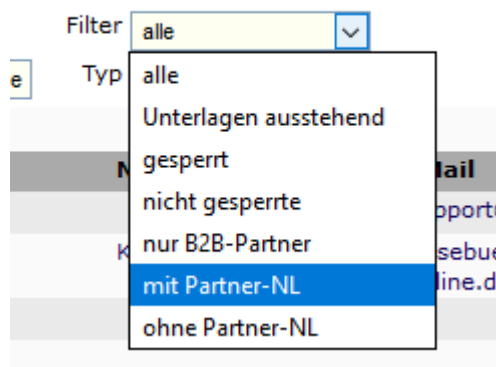 Filter alle
e Typ alle
Unterlagen ausstehend
gesperrt
nicht gesperrte
nur B2B-Partner
mit Partner-NL
ohne Partner-NL